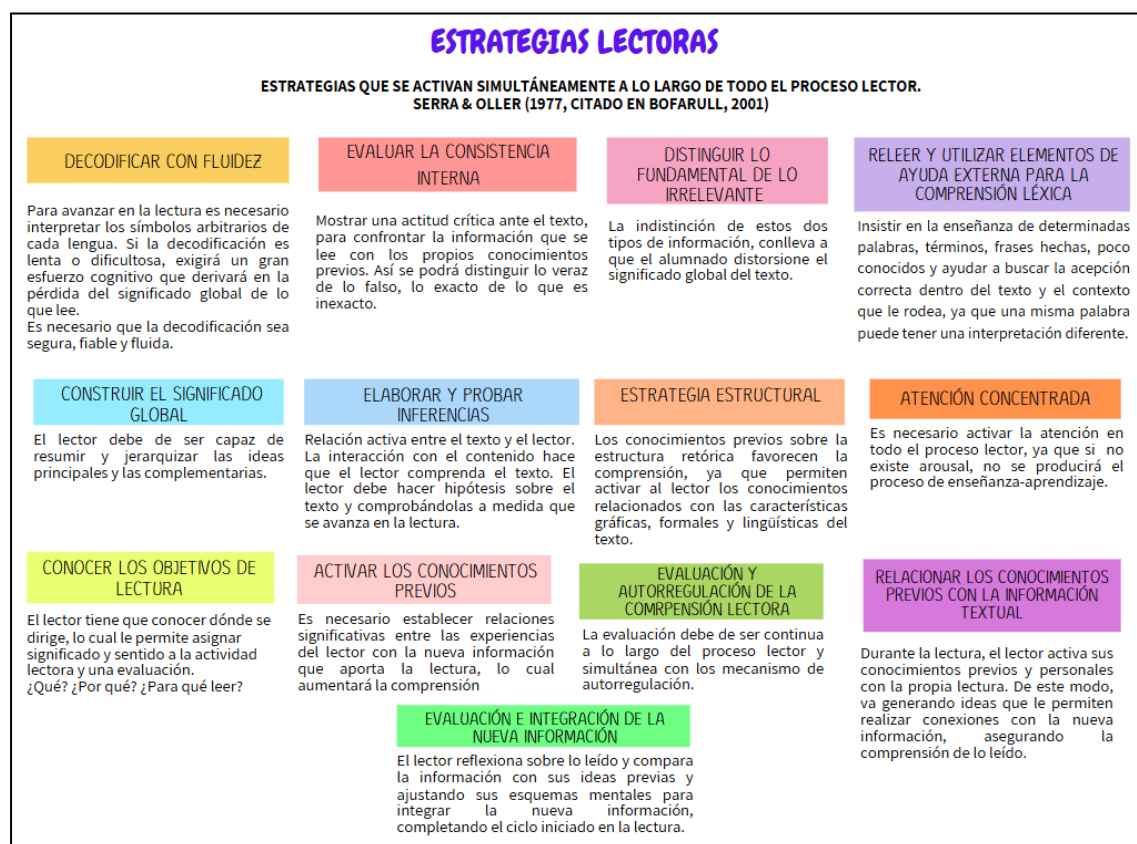 ESTRATEGIAS LECTORAS
ESTRATEGIAS QUE SE ACTIVAN SIMULTÁNEAMENTE A LO LARGO DE TODO EL PROCESO LECTOR.
SERRA & OLLER (1977, CITADO EN BOFARULL, 2001)
DECODIFICAR CON FLUIDEZ
Para avanzar en la lectura es necesario
interpretar los símbolos arbitrarios de
cada lengua. Si la decodificación es
lenta o dificultosa, exigirá un gran
esfuerzo cognitivo que derivará en la
pérdida del significado global de lo
que lee.
Es necesario que la decodificación sea
segura, fiable y fluida.
EVALUAR LA CONSISTENCIA
INTERNA
Mostrar una actitud crítica ante el texto,
para confrontar la información que se
lee con los propios conocimientos
previos. Así se podrá distinguir lo veraz
de lo falso, lo exacto de lo que es
inexacto.
DISTINGUIR LO
FUNDAMENTAL DE LO
IRRELEVANTE
La indistinción de estos dos
tipos de información, conlleva a
que el alumnado distorsione el
significado global del texto.
RELEER Y UTILIZAR ELEMENTOS DE
AYUDA EXTERNA PARA LA
COMPRENSIÓN LÉXICA
Insistir en la enseñanza de determinadas
palabras, términos, frases hechas, poco
conocidos y ayudar a buscar la acepción
correcta dentro del texto y el contexto
que le rodea, ya que una misma palabra
puede tener una interpretación diferente.
CONSTRUIR EL SIGNIFICADO
GLOBAL
El lector debe de ser capaz de
resumir y jerarquizar las ideas
principales y las complementarias.
ELABORAR Y PROBAR
INFERENCIAS
Relación activa entre el texto y el lector.
La interacción con el contenido hace
que el lector comprenda el texto. El
lector debe hacer hipótesis sobre el
texto y comprobándolas a medida que
se avanza en la lectura.
ESTRATEGIA ESTRUCTURAL
Los conocimientos previos sobre la
estructura retórica favorecen la
comprensión, ya que permiten
activar al lector los conocimientos
relacionados con las características
gráficas, formales y lingüísticas del
texto.
ATENCIÓN CONCENTRADA
Es necesario activar la atención en
todo el proceso lector, ya que si no
existe arousal, no se producirá el
proceso de enseñanza-aprendizaje.
CONOCER LOS OBJETIVOS DE
LECTURA
El lector tiene que conocer dónde se
dirige, lo cual le permite asignar
significado y sentido a la actividad
lectora y una evaluación.
¿Qué? ¿Por qué? ¿Para qué leer?
ACTIVAR LOS CONOCIMIENTOS
PREVIOS
Es necesario establecer relaciones
significativas entre las experiencias
del lector con la nueva información
que aporta la lectura, lo cual
aumentará la comprensión
EVALUACIÓN Y
AUTORREGULACIÓN DE LA
COMRPENSIÓN LECTORA
La evaluación debe de ser continua
a lo largo del proceso lector y
simultánea con los mecanismo de
autorregulación.
RELACIONAR LOS CONOCIMIENTOS
PREVIOS CON LA INFORMACIÓN
TEXTUAL
Durante la lectura, el lector activa sus
conocimientos previos y personales
con la propia lectura. De este modo,
va generando ideas que le permiten
realizar conexiones con la nueva
información, asegurando la
comprensión de lo leído.
EVALUACIÓN E INTEGRACIÓN DE LA
NUEVA INFORMACIÓN
El lector reflexiona sobre lo leído y compara
la información con sus ideas previas y
ajustando sus esquemas mentales para
integrar la nueva información,
completando el ciclo iniciado en la lectura.